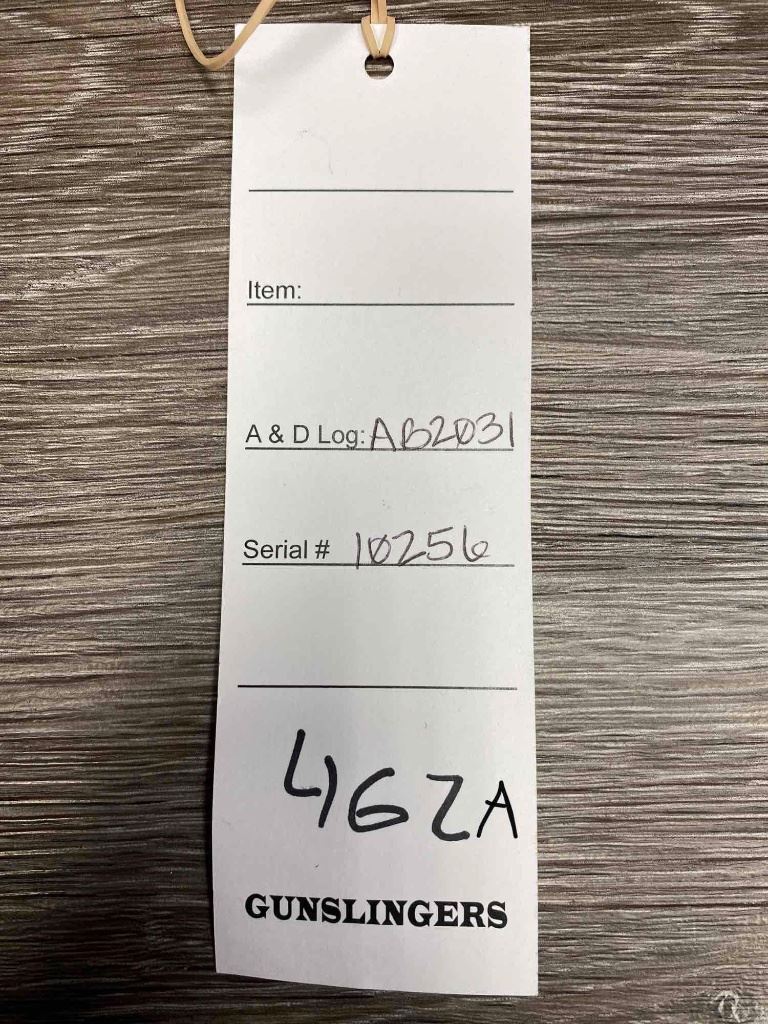 Item:
A & D Log: AB2031
Serial # 10256
462A
GUNSLINGERS